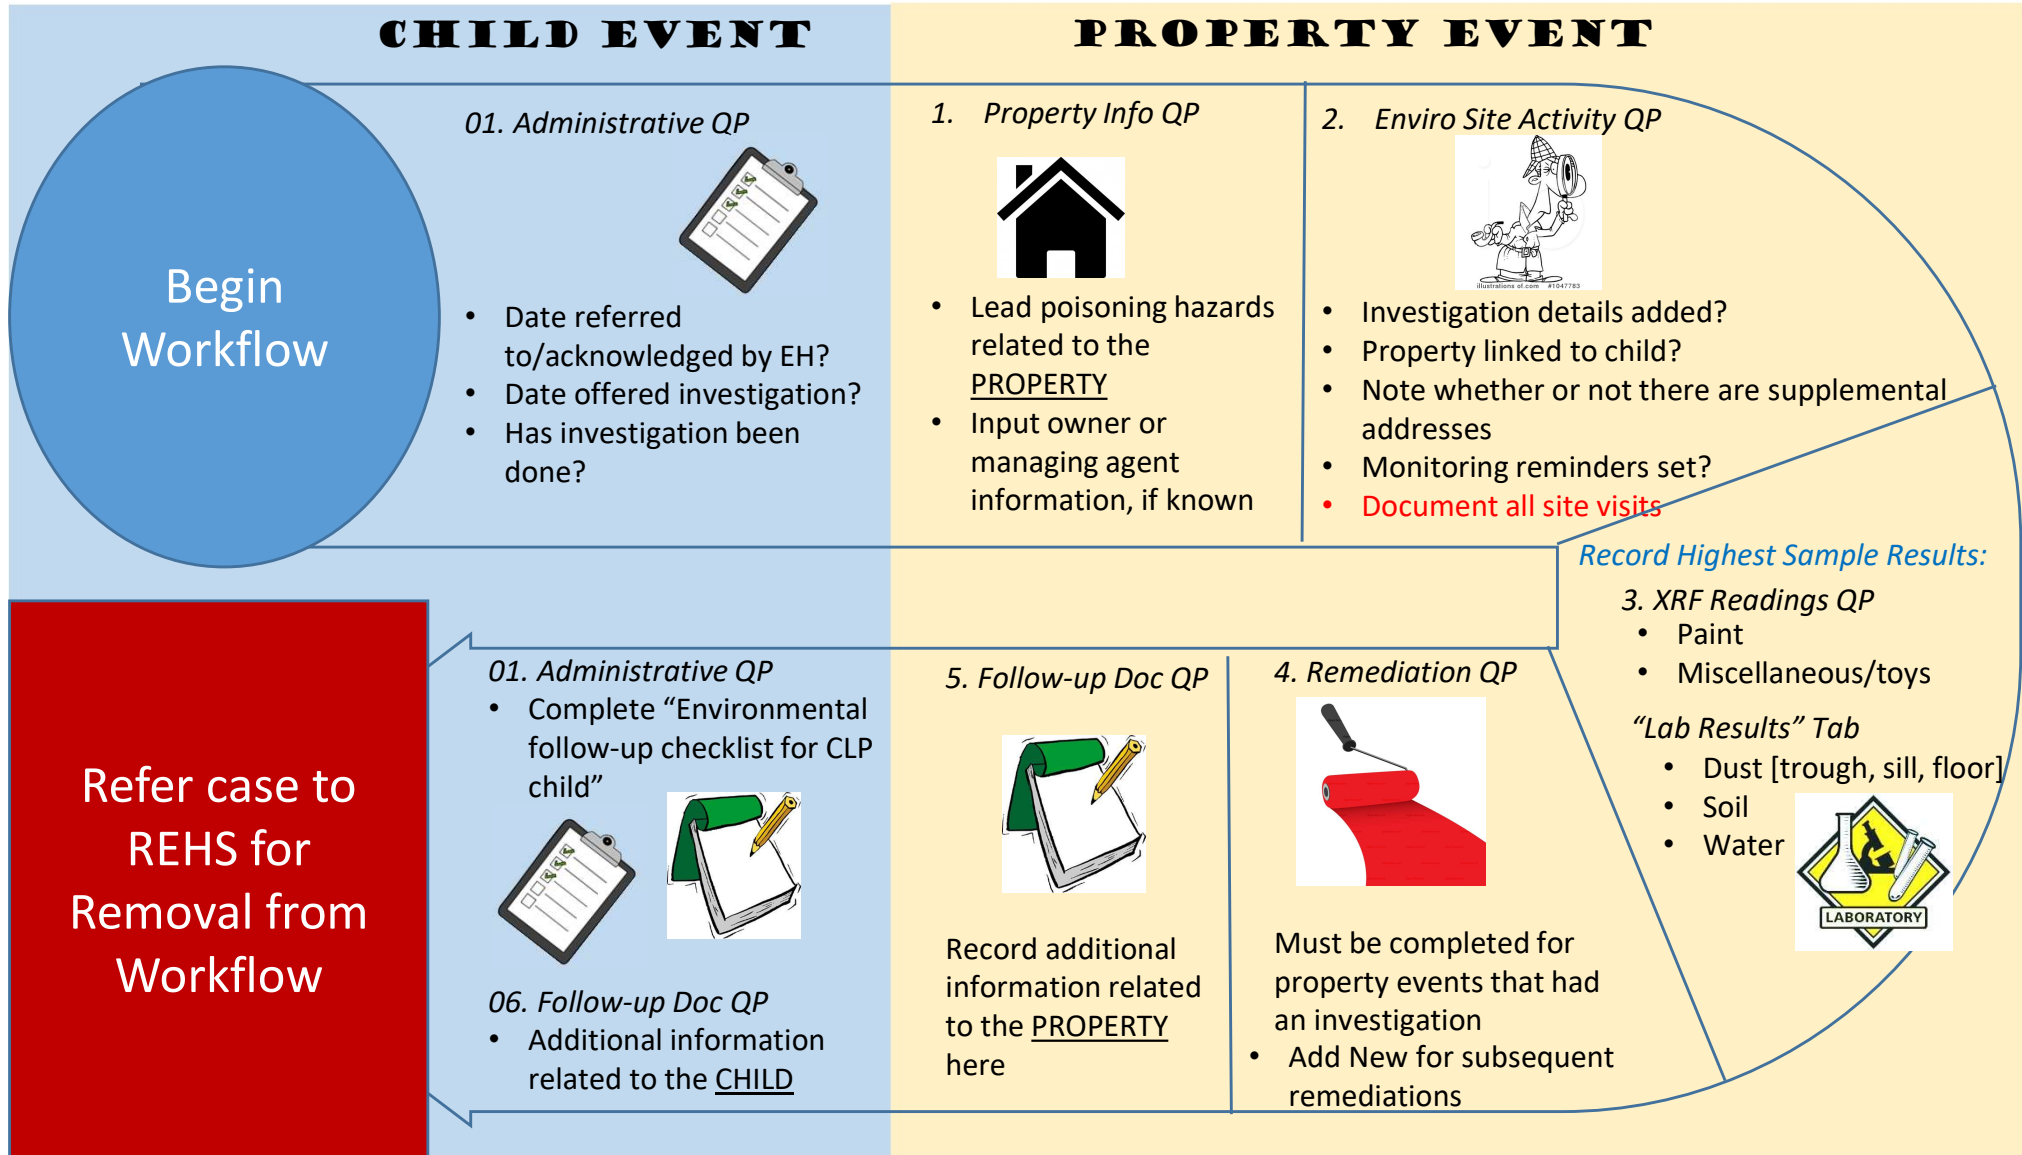 CHILD EVENT
PROPERTY EVENT
Begin
Workflow
01. Administrative QP
• Date referred
to/acknowledged by EH?
• Date offered investigation?
• Has investigation been
done?
1. Property Info QP
• Lead poisoning hazards
related to the
PROPERTY
• Input owner or
managing agent
information, if known
2. Enviro Site Activity QP
illustrations of.com #1047783
• Investigation details added?
• Property linked to child?
• Note whether or not there are supplemental
addresses
• Monitoring reminders set?
• Document all site visits
Record Highest Sample Results:
3. XRF Readings QP
• Paint
• Miscellaneous/toys
“Lab Results” Tab
• Dust [trough, sill, floor]
• Soil
• Water
LABORATORY
4. Remediation QP
Must be completed for
property events that had
an investigation
• Add New for subsequent
remediations
5. Follow-up Doc QP
Record additional
information related
to the PROPERTY
here
01. Administrative QP
• Complete “Environmental
follow-up checklist for CLP
child”
06. Follow-up Doc QP
• Additional information
related to the CHILD
Refer case to
REHS for
Removal from
Workflow